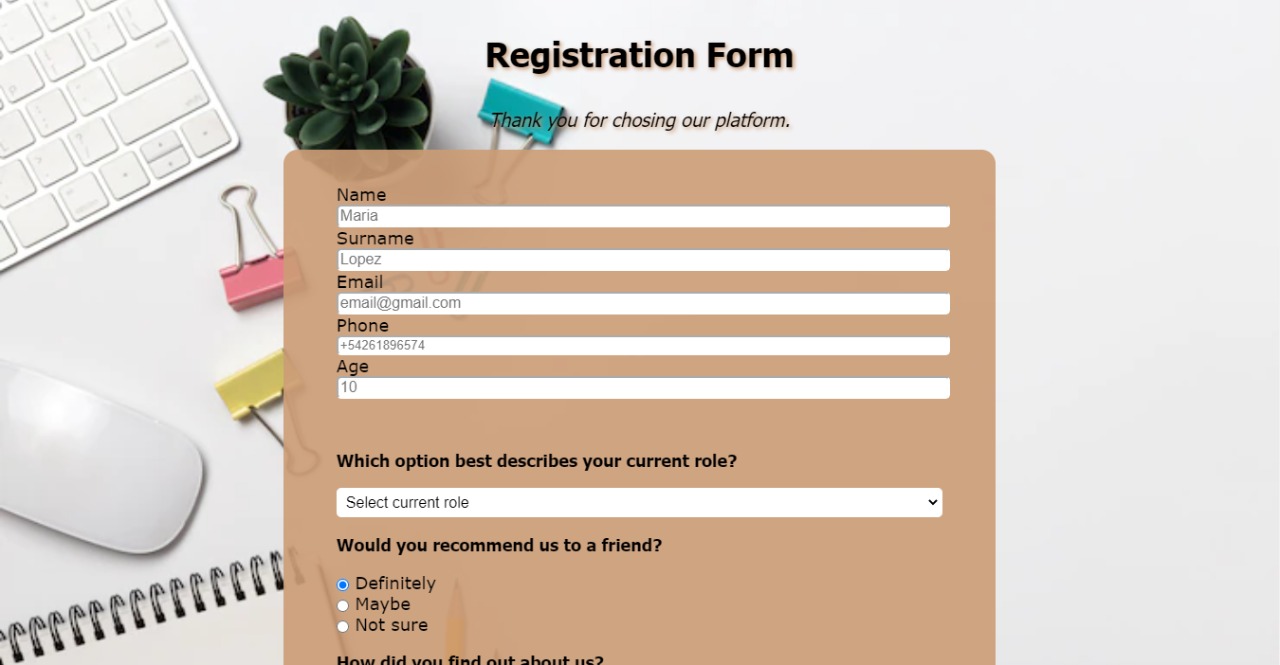 Registration Form
Thank you for chosing our platform.
Name
Maria
Surname
Lopez
Email
email@gmail.com
Phone
+54261896574
Age
10
Which option best describes your current role?
Select current role
Would you recommend us to a friend?
Definitely
Maybe
Not sure
How did you find out about us?